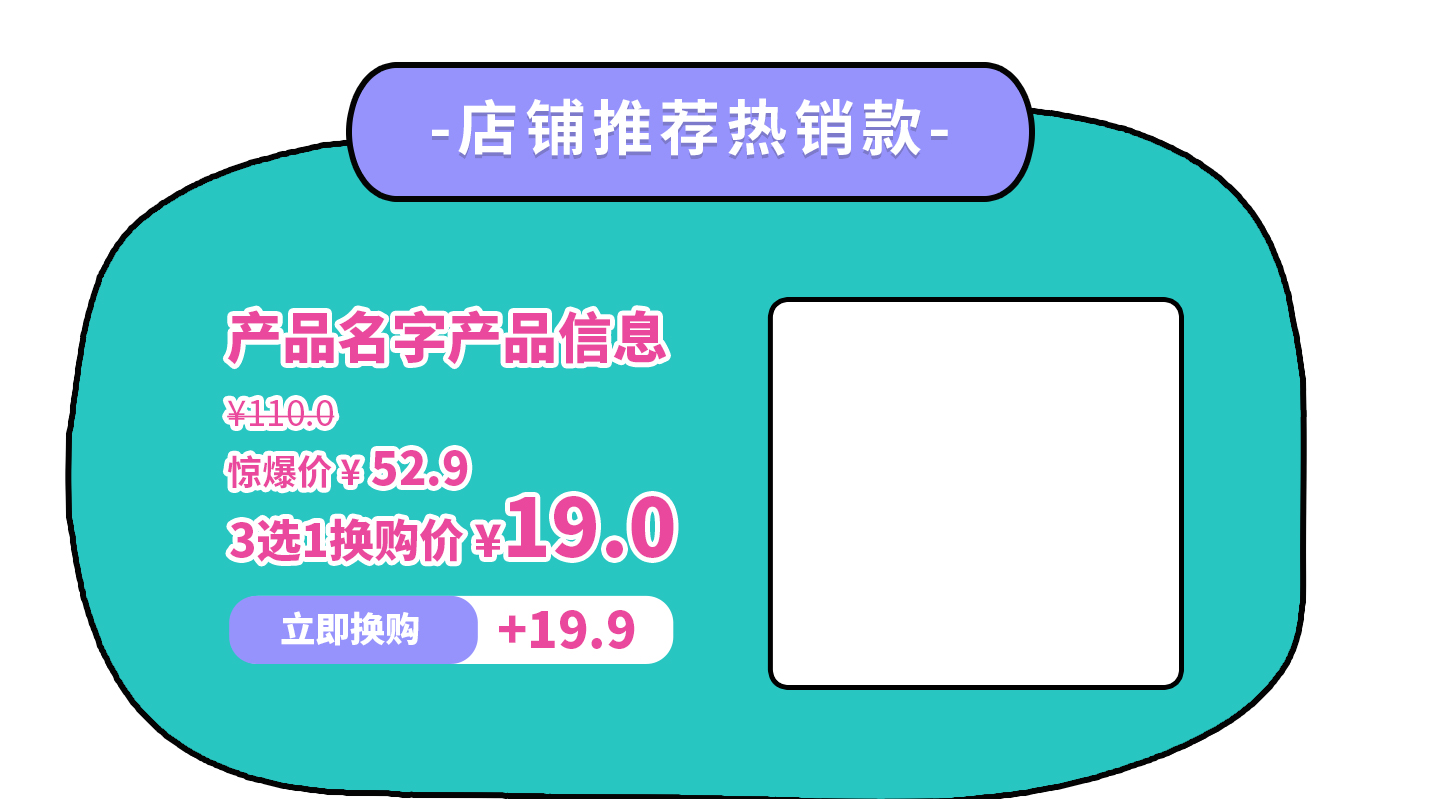 -店铺推荐热销款-
产品名字产品信息
¥110.0
惊爆价 ¥ 52.9
3选1换购价 ¥19.0
立即换购 +19.9